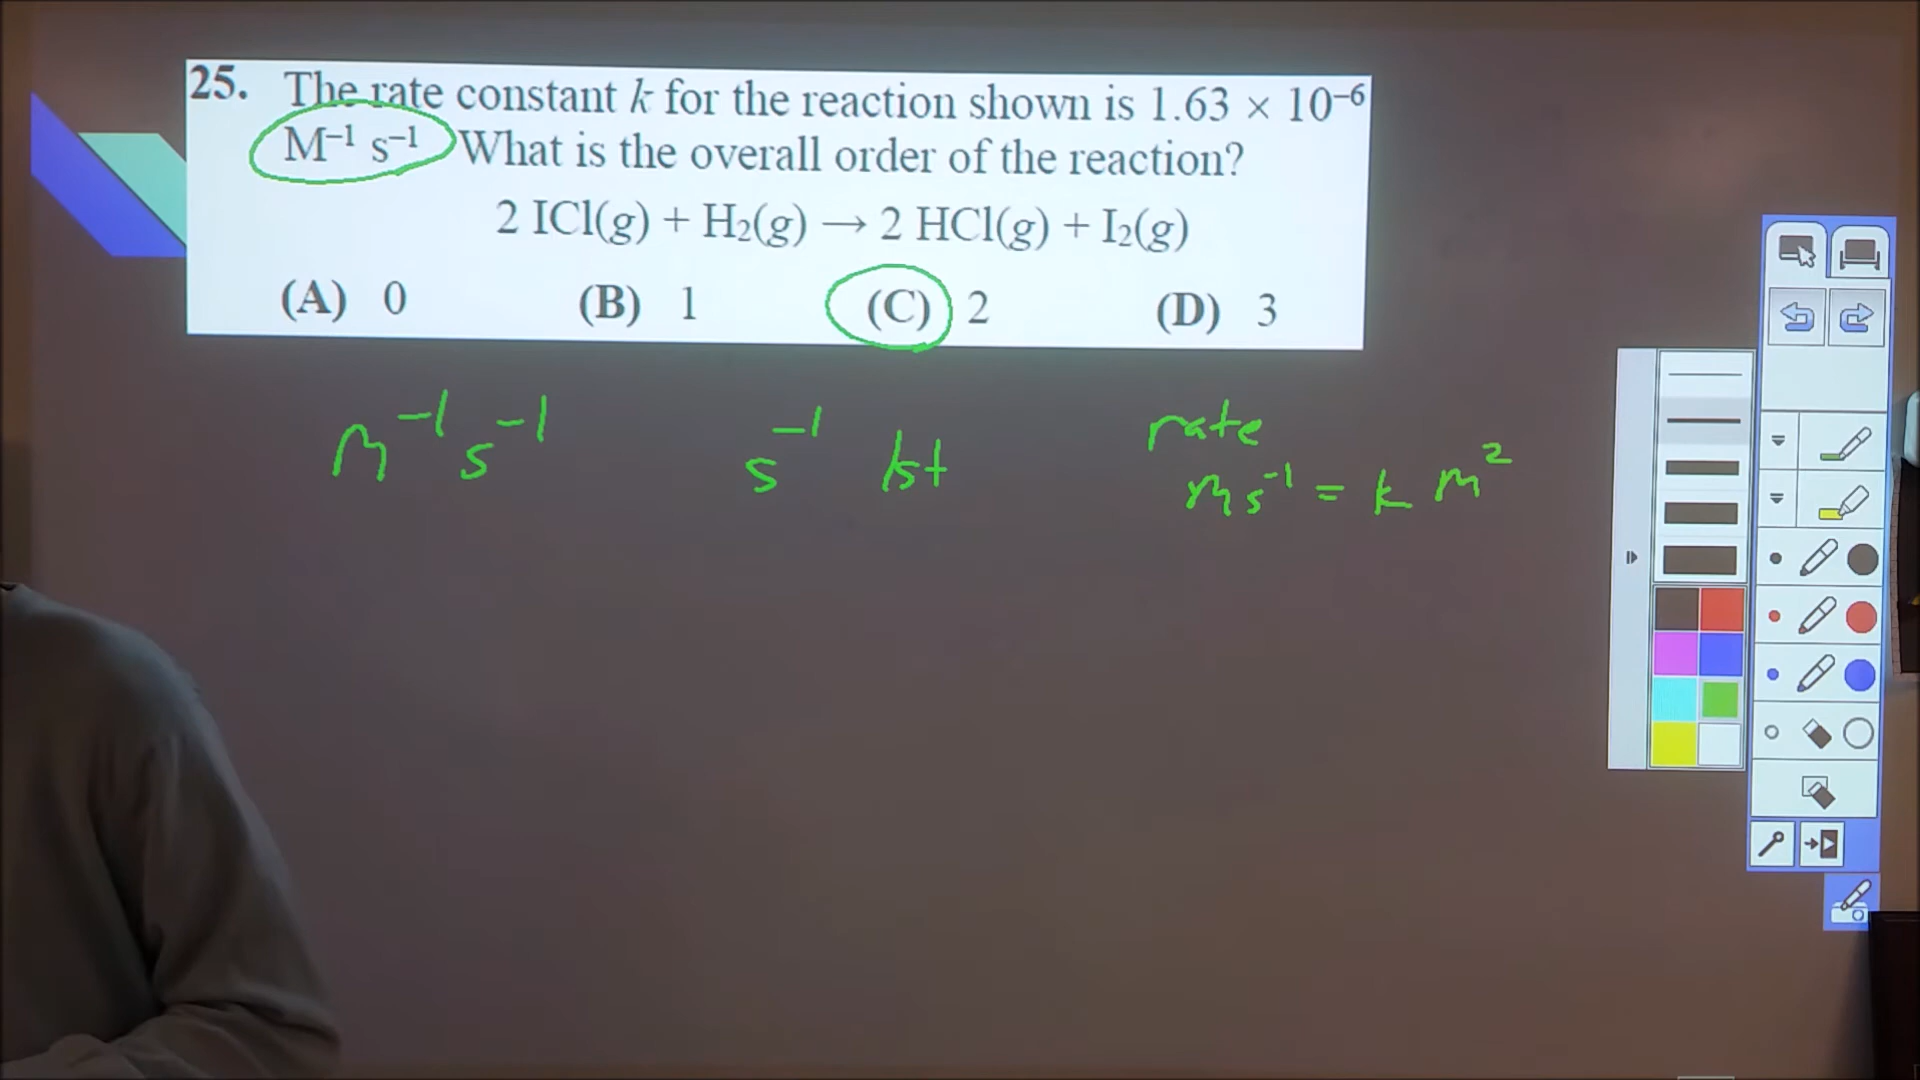 25. The rate constant k for the reaction shown is 1.63 × 10⁻⁶
M⁻¹ s⁻¹ What is the overall order of the reaction?
2 ICl(g) + H₂(g) → 2 HCl(g) + I₂(g)
(A) 0 (B) 1 (C) 2 (D) 3
M⁻¹ s⁻¹ s⁻¹ 1st rate
M s⁻¹ = k M²